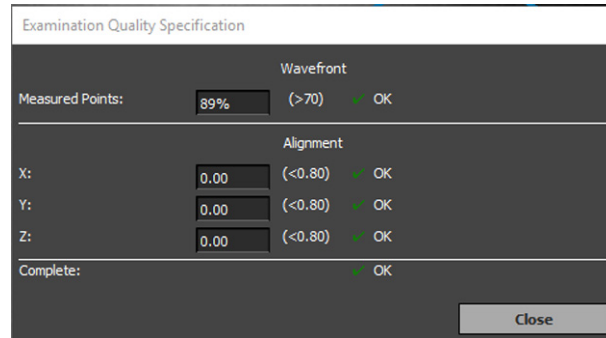 Examination Quality Specification
Wavefront
Measured Points: 89% (>70) ✓ OK
Alignment
X: 0.00 (<0.80) ✓ OK
Y: 0.00 (<0.80) ✓ OK
Z: 0.00 (<0.80) ✓ OK
Complete: ✓ OK
Close